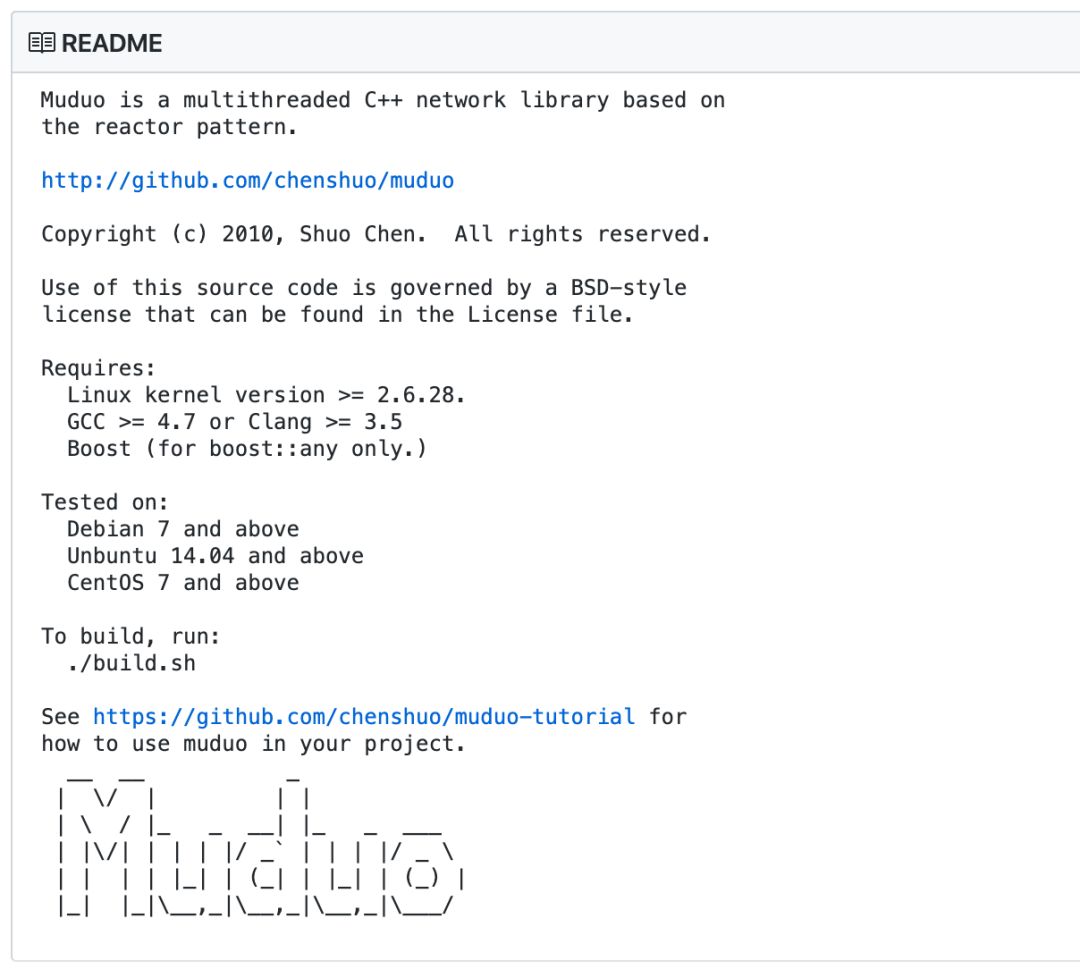 README
Muduo is a multithreaded C++ network library based on
the reactor pattern.
http://github.com/chenshuo/muduo
Copyright (c) 2010, Shuo Chen.  All rights reserved.
Use of this source code is governed by a BSD-style
license that can be found in the License file.
Requires:
  Linux kernel version >= 2.6.28.
  GCC >= 4.7 or Clang >= 3.5
  Boost (for boost::any only.)
Tested on:
  Debian 7 and above
  Unbuntu 14.04 and above
  CentOS 7 and above
To build, run:
  ./build.sh
See https://github.com/chenshuo/muduo-tutorial for
how to use muduo in your project.
  __  __           _
 |  \/  |         | |
 | \  / |_   _  __| |_   _  ___
 | |\/| | | | |/ _` | | | |/ _ \
 | |  | | |_| | (_| | |_| | (_) |
 |_|  |_|\__,_|\__,_|\__,_|\___/